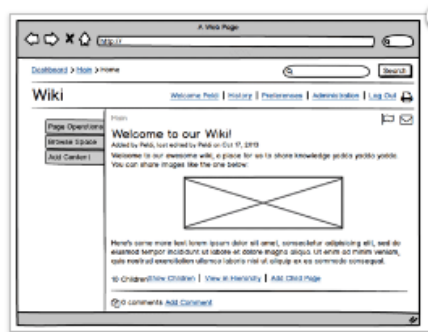 A Web Page
http://
Dashboard > Main > Home
Search
Wiki
Welcome Peldi | History | Preferences | Administration | Log Out
Page Operations
Browse Space
Add Content
Main
Welcome to our Wiki!
Added by Peldi, last edited by Peldi on Oct 17, 2013
Welcome to our awesome wiki, a place for us to share knowledge yadda yadda yadda.
You can share images like the one below:
Here's some more text lorem ipsum dolor sit amet, consectetur adipisicing elit, sed do
eiusmod tempor incididunt ut labore et dolore magna aliqua. Ut enim ad minim veniam,
quis nostrud exercitation ullamco laboris nisi ut aliquip ex ea commodo consequat.
10 Children Show Children | View in Hierarchy | Add Child Page
0 comments Add Comment